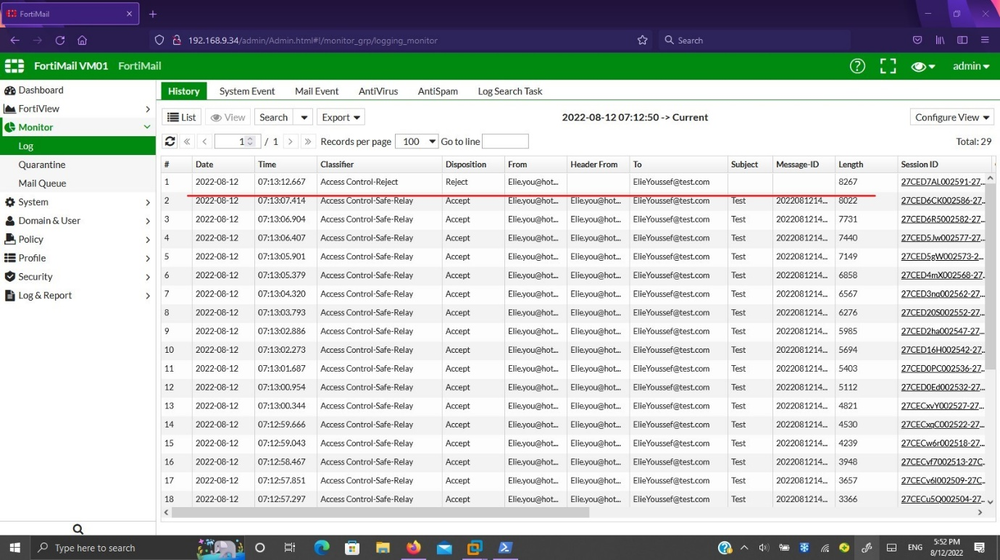 FortiMail
192.168.9.34/admin/Admin.html#!/monitor_grp/logging_monitor
Search
FortiMail VM01 FortiMail
admin
Dashboard
FortiView
Monitor
Log
Quarantine
Mail Queue
System
Domain & User
Policy
Profile
Security
Log & Report
History System Event Mail Event AntiVirus AntiSpam Log Search Task
List View Search Export 2022-08-12 07:12:50 -> Current Configure View
1 / 1 Records per page 100 Go to line Total: 29
# Date Time Classifier Disposition From Header From To Subject Message-ID Length Session ID
1 2022-08-12 07:13:12.667 Access Control-Reject Reject Elie.you@hot... ElieYoussef@test.com 8267 27CED7AL002591-27...
2 2022-08-12 07:13:07.414 Access Control-Safe-Relay Accept Elie.you@hot... Elie.you@hot... ElieYoussef@test.com Test 2022081214... 8022 27CED6CK002586-27...
3 2022-08-12 07:13:06.904 Access Control-Safe-Relay Accept Elie.you@hot... Elie.you@hot... ElieYoussef@test.com Test 2022081214... 7731 27CED6R5002582-27...
4 2022-08-12 07:13:06.407 Access Control-Safe-Relay Accept Elie.you@hot... Elie.you@hot... ElieYoussef@test.com Test 2022081214... 7440 27CED5Jw002577-27...
5 2022-08-12 07:13:05.901 Access Control-Safe-Relay Accept Elie.you@hot... Elie.you@hot... ElieYoussef@test.com Test 2022081214... 7149 27CED5gW002573-2...
6 2022-08-12 07:13:05.379 Access Control-Safe-Relay Accept Elie.you@hot... Elie.you@hot... ElieYoussef@test.com Test 2022081214... 6858 27CED4mX002568-27...
7 2022-08-12 07:13:04.320 Access Control-Safe-Relay Accept Elie.you@hot... Elie.you@hot... ElieYoussef@test.com Test 2022081214... 6567 27CED3nq002562-27...
8 2022-08-12 07:13:03.793 Access Control-Safe-Relay Accept Elie.you@hot... Elie.you@hot... ElieYoussef@test.com Test 2022081214... 6276 27CED20S002552-27...
9 2022-08-12 07:13:02.886 Access Control-Safe-Relay Accept Elie.you@hot... Elie.you@hot... ElieYoussef@test.com Test 2022081214... 5985 27CED2ha002547-27...
10 2022-08-12 07:13:02.273 Access Control-Safe-Relay Accept Elie.you@hot... Elie.you@hot... ElieYoussef@test.com Test 2022081214... 5694 27CED16H002542-27...
11 2022-08-12 07:13:01.687 Access Control-Safe-Relay Accept Elie.you@hot... Elie.you@hot... ElieYoussef@test.com Test 2022081214... 5403 27CED0PC002536-27...
12 2022-08-12 07:13:00.954 Access Control-Safe-Relay Accept Elie.you@hot... Elie.you@hot... ElieYoussef@test.com Test 2022081214... 5112 27CED0Ed002532-27...
13 2022-08-12 07:13:00.344 Access Control-Safe-Relay Accept Elie.you@hot... Elie.you@hot... ElieYoussef@test.com Test 2022081214... 4821 27CECxvY002527-27...
14 2022-08-12 07:12:59.666 Access Control-Safe-Relay Accept Elie.you@hot... Elie.you@hot... ElieYoussef@test.com Test 2022081214... 4530 27CECxqC002522-27...
15 2022-08-12 07:12:59.043 Access Control-Safe-Relay Accept Elie.you@hot... Elie.you@hot... ElieYoussef@test.com Test 2022081214... 4239 27CECw6r002518-27...
16 2022-08-12 07:12:58.467 Access Control-Safe-Relay Accept Elie.you@hot... Elie.you@hot... ElieYoussef@test.com Test 2022081214... 3948 27CECvf7002513-27C...
17 2022-08-12 07:12:57.851 Access Control-Safe-Relay Accept Elie.you@hot... Elie.you@hot... ElieYoussef@test.com Test 2022081214... 3657 27CECv6l002509-27C...
18 2022-08-12 07:12:57.297 Access Control-Safe-Relay Accept Elie.you@hot... Elie.you@hot... ElieYoussef@test.com Test 2022081214... 3366 27CECu5Q002504-27...
Type here to search
ENG
5:52 PM
8/12/2022